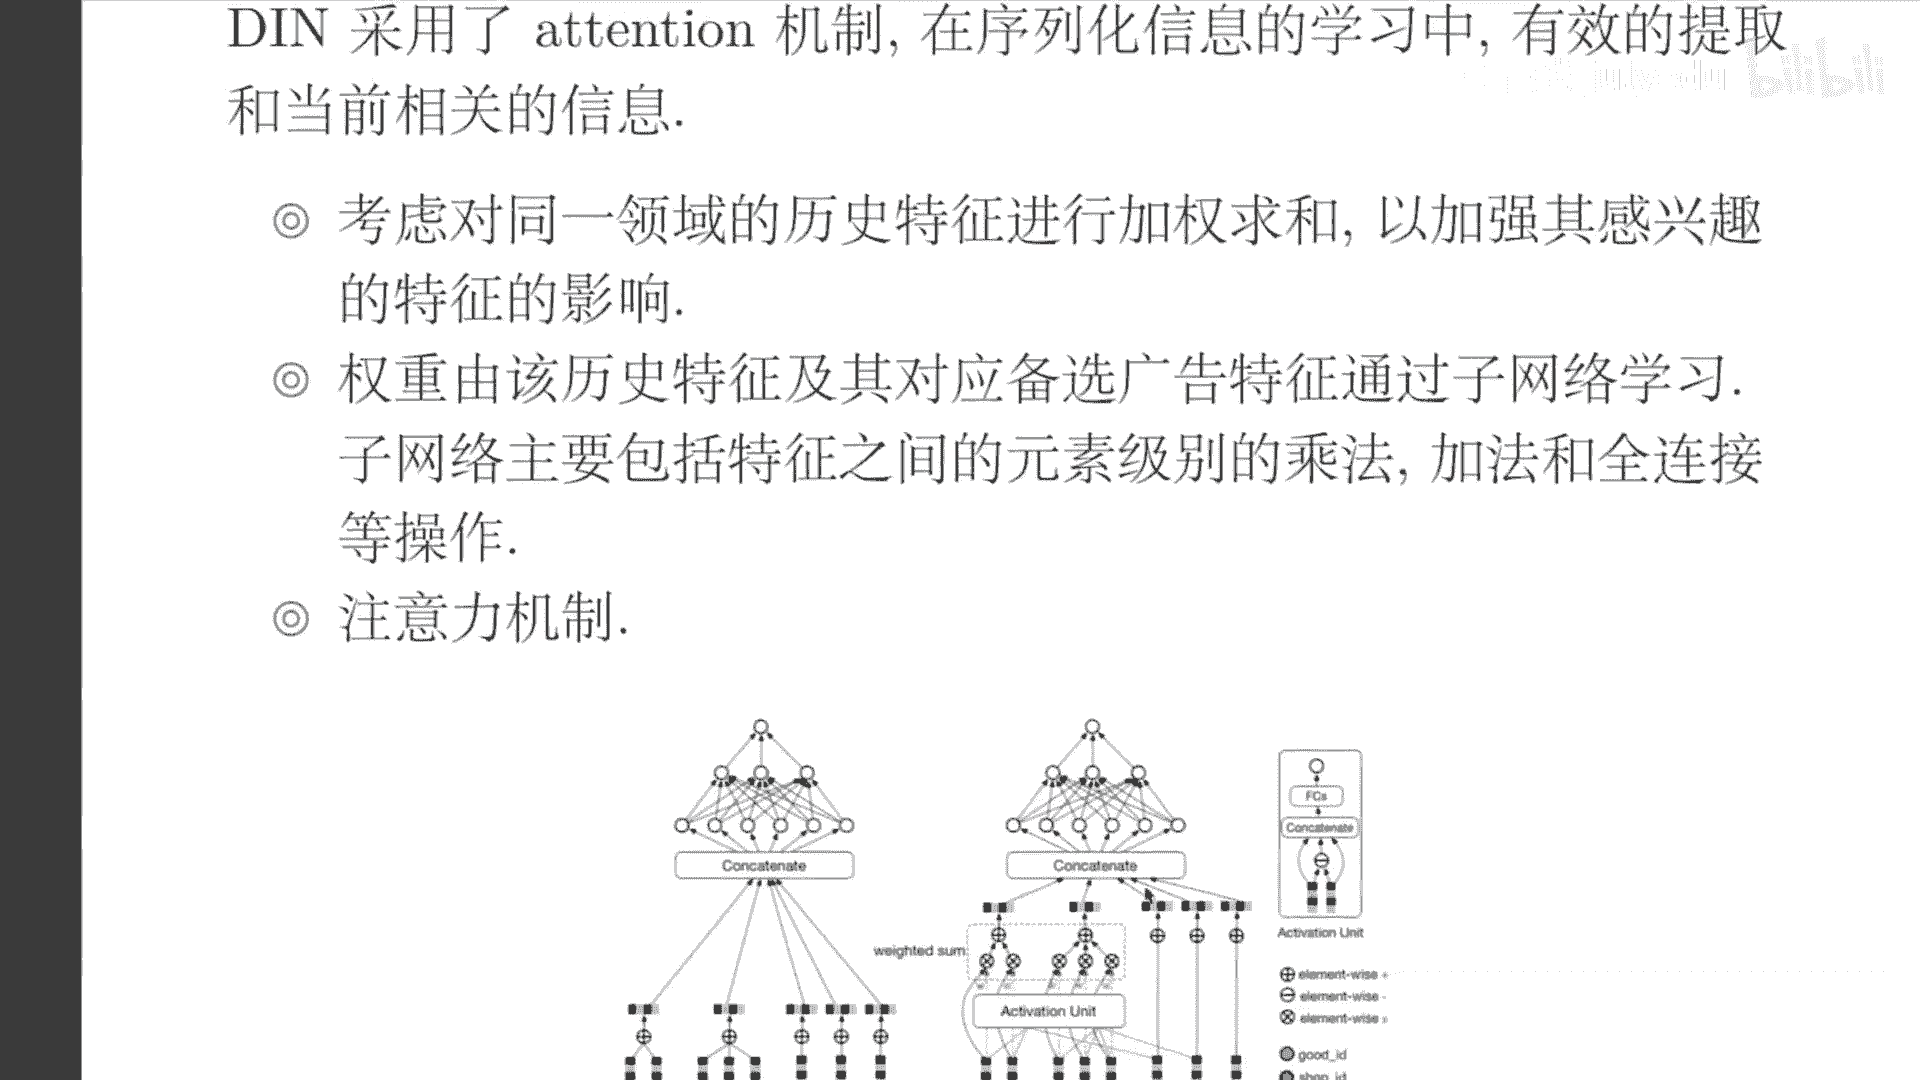 DIN 采用了 attention 机制, 在序列化信息的学习中, 有效的提取
和当前相关的信息.
bilibili
◎ 考虑对同一领域的历史特征进行加权求和, 以加强其感兴趣
的特征的影响.
◎ 权重由该历史特征及其对应备选广告特征通过子网络学习.
子网络主要包括特征之间的元素级别的乘法, 加法和全连接
等操作.
◎ 注意力机制.
FCs
Concatenate
Concatenate
Concatenate
Activation Unit
weighted sum
element-wise +
element-wise -
Activation Unit
element-wise
good_id
shop_id